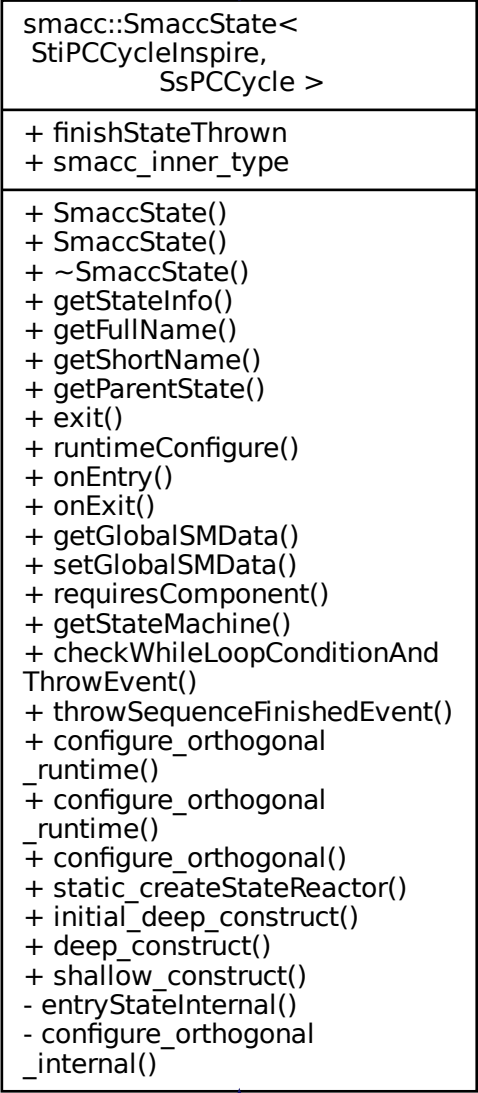 smacc::SmaccState<
StiPCCycleInspire,
SsPCCycle >
+ finishStateThrown
+ smacc_inner_type
+ SmaccState()
+ SmaccState()
+ ~SmaccState()
+ getStateInfo()
+ getFullName()
+ getShortName()
+ getParentState()
+ exit()
+ runtimeConfigure()
+ onEntry()
+ onExit()
+ getGlobalSMData()
+ setGlobalSMData()
+ requiresComponent()
+ getStateMachine()
+ checkWhileLoopConditionAnd
ThrowEvent()
+ throwSequenceFinishedEvent()
+ configure_orthogonal
_runtime()
+ configure_orthogonal
_runtime()
+ configure_orthogonal()
+ static_createStateReactor()
+ initial_deep_construct()
+ deep_construct()
+ shallow_construct()
- entryStateInternal()
- configure_orthogonal
_internal()